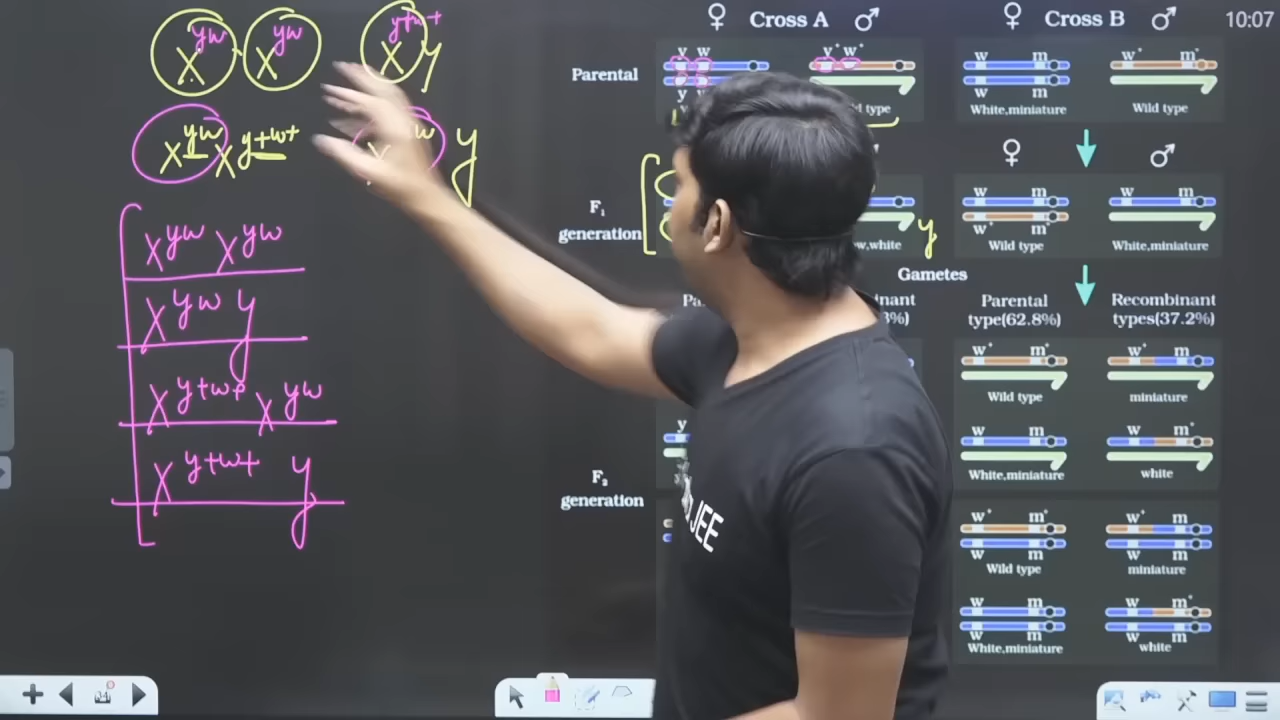 X^yw X^yw X^y+w+ y
X^yw X^y+w+ y
X^yw X^yw
X^yw y
X^y+w+ X^yw
X^y+w+ y
10:07
♀ Cross A ♂
Parental
y w
y⁺ w⁺
y
F₁
generation
y
F₂
generation
y
JEE
♀ Cross B ♂
w m
w m
White,miniature
w⁺ m⁺
Wild type
♀ ♂
w m
w⁺ m⁺
Wild type
w m
White,miniature
Gametes
Parental
type(62.8%)
Recombinant
types(37.2%)
w⁺ m⁺
Wild type
w⁺ m
miniature
w m
White,miniature
w m⁺
white
w⁺ m⁺
w m
Wild type
w⁺ m
w m
miniature
w m
w m
White,miniature
w m⁺
w m
white